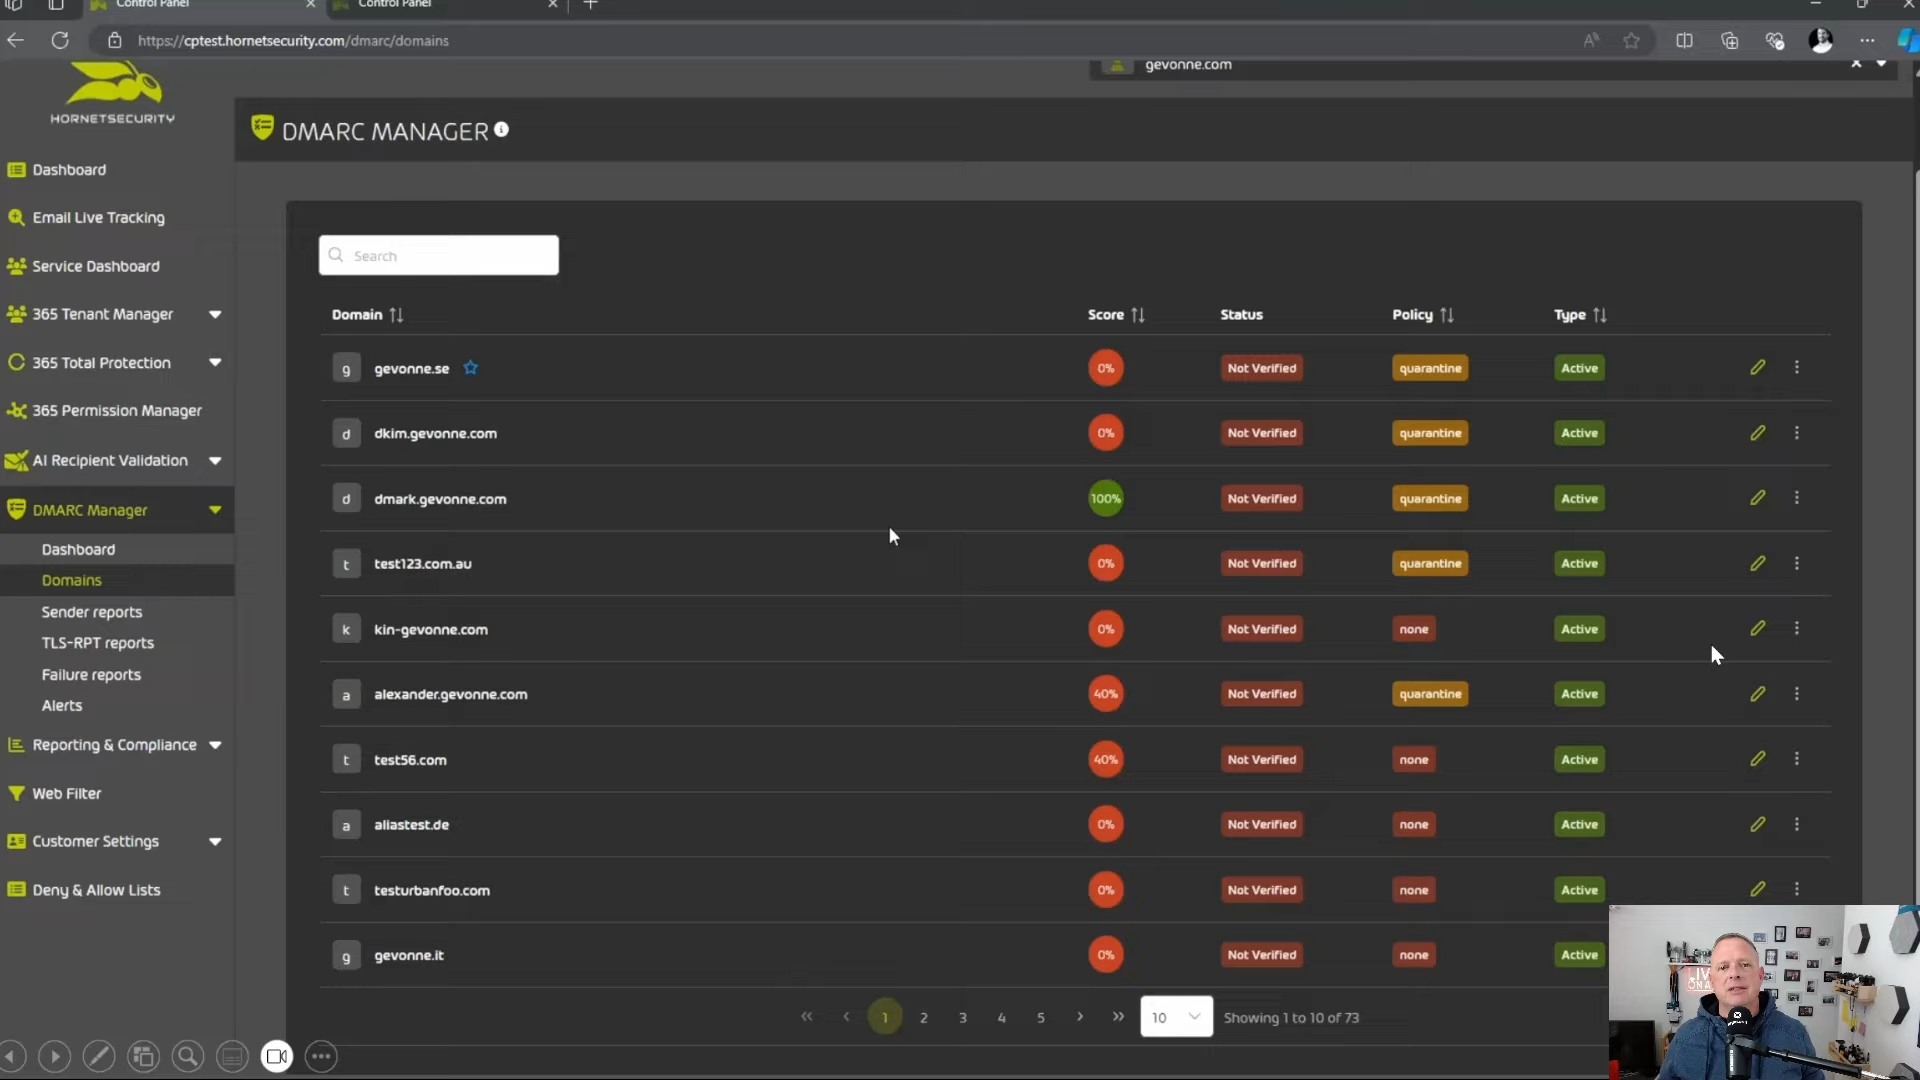 Control Panel
Control Panel
https://cptest.hornetsecurity.com/dmarc/domains
HORNETSECURITY
gevonne.com
DMARC MANAGER
Dashboard
Email Live Tracking
Service Dashboard
365 Tenant Manager
365 Total Protection
365 Permission Manager
AI Recipient Validation
DMARC Manager
Dashboard
Domains
Sender reports
TLS-RPT reports
Failure reports
Alerts
Reporting & Compliance
Web Filter
Customer Settings
Deny & Allow Lists
Search
Domain Score Status Policy Type
g gevonne.se 0% Not Verified quarantine Active
d dkim.gevonne.com 0% Not Verified quarantine Active
d dmark.gevonne.com 100% Not Verified quarantine Active
t test123.com.au 0% Not Verified quarantine Active
k kin-gevonne.com 0% Not Verified none Active
a alexander.gevonne.com 40% Not Verified quarantine Active
t test56.com 40% Not Verified none Active
a aliastest.de 0% Not Verified none Active
t testurbanfoo.com 0% Not Verified none Active
g gevonne.it 0% Not Verified none Active
« ‹ 1 2 3 4 5 › » 10 Showing 1 to 10 of 73